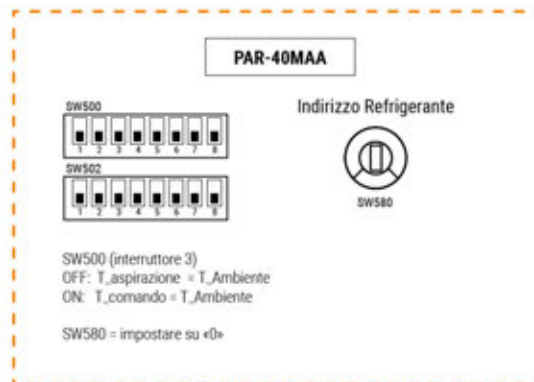 PAR-40MAA
SW500
1 2 3 4 5 6 7 8
Indirizzo Refrigerante
SW502
1 2 3 4 5 6 7 8
SW580
SW500 (interruttore 3)
OFF: T_aspirazione = T_Ambiente
ON: T_comando = T_Ambiente
SW580 = impostare su «0»